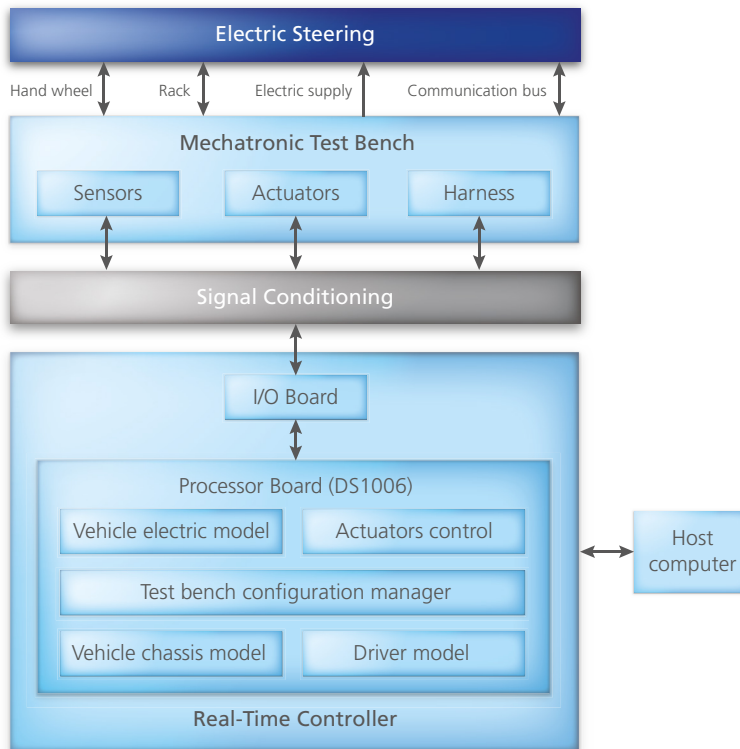 Electric Steering
Hand wheel Rack Electric supply Communication bus
Mechatronic Test Bench
Sensors Actuators Harness
Signal Conditioning
I/O Board
Processor Board (DS1006)
Vehicle electric model Actuators control
Test bench configuration manager
Vehicle chassis model Driver model
Real-Time Controller
Host
computer